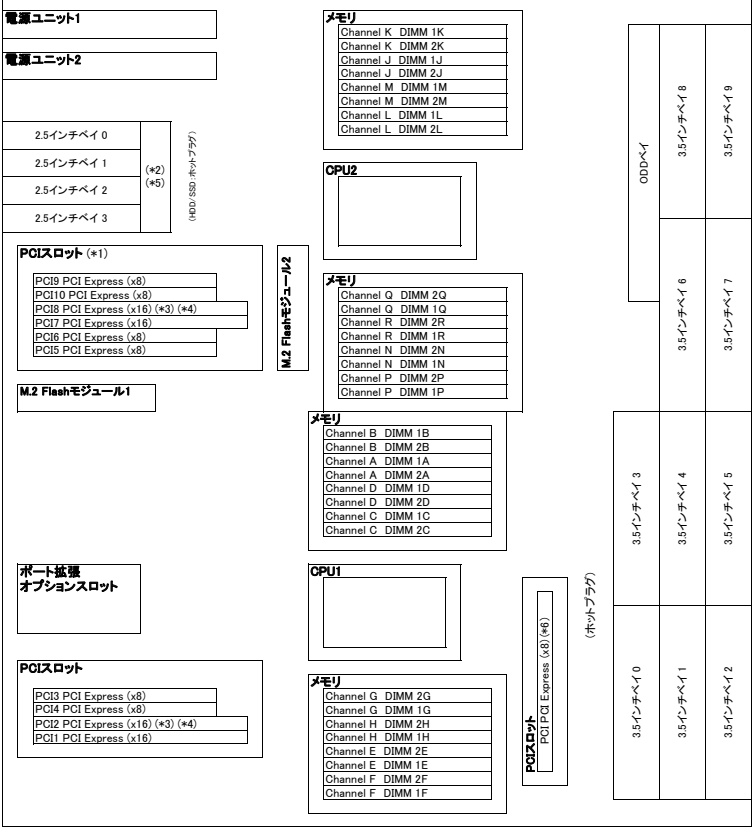 電源ユニット1
電源ユニット2
2.5インチベイ 0
2.5インチベイ 1
2.5インチベイ 2
2.5インチベイ 3
(*2)
(*5)
(HDD/SSD:ホットプラグ)
PCIスロット (*1)
PCI9 PCI Express (x8)
PCI10 PCI Express (x8)
PCI8 PCI Express (x16) (*3) (*4)
PCI7 PCI Express (x16)
PCI6 PCI Express (x8)
PCI5 PCI Express (x8)
M.2 Flashモジュール2
M.2 Flashモジュール1
ポート拡張
オプションスロット
PCIスロット
PCI3 PCI Express (x8)
PCI4 PCI Express (x8)
PCI2 PCI Express (x16) (*3) (*4)
PCI1 PCI Express (x16)
メモリ
Channel K DIMM 1K
Channel K DIMM 2K
Channel J DIMM 1J
Channel J DIMM 2J
Channel M DIMM 1M
Channel M DIMM 2M
Channel L DIMM 1L
Channel L DIMM 2L
CPU2
メモリ
Channel Q DIMM 2Q
Channel Q DIMM 1Q
Channel R DIMM 2R
Channel R DIMM 1R
Channel N DIMM 2N
Channel N DIMM 1N
Channel P DIMM 2P
Channel P DIMM 1P
メモリ
Channel B DIMM 1B
Channel B DIMM 2B
Channel A DIMM 1A
Channel A DIMM 2A
Channel D DIMM 1D
Channel D DIMM 2D
Channel C DIMM 1C
Channel C DIMM 2C
CPU1
メモリ
Channel G DIMM 2G
Channel G DIMM 1G
Channel H DIMM 2H
Channel H DIMM 1H
Channel E DIMM 2E
Channel E DIMM 1E
Channel F DIMM 2F
Channel F DIMM 1F
PCIスロット
PCI PCI Express (x8) (*6)
(ホットプラグ)
ODDベイ
3.5インチベイ 8
3.5インチベイ 9
3.5インチベイ 6
3.5インチベイ 7
3.5インチベイ 3
3.5インチベイ 4
3.5インチベイ 5
3.5インチベイ 0
3.5インチベイ 1
3.5インチベイ 2